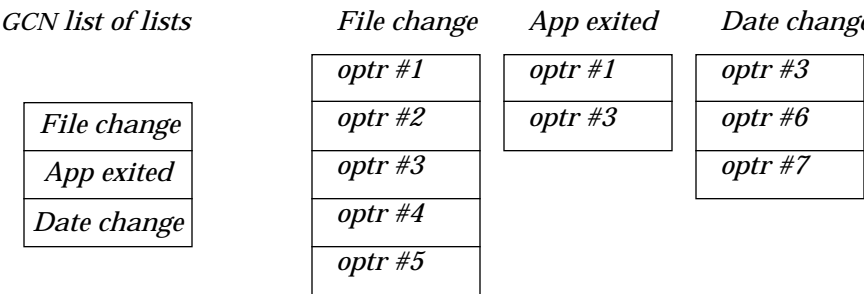 GCN list of lists
File change
App exited
Date change
File change
optr #1
optr #2
optr #3
optr #4
optr #5
App exited
optr #1
optr #3
Date change
optr #3
optr #6
optr #7